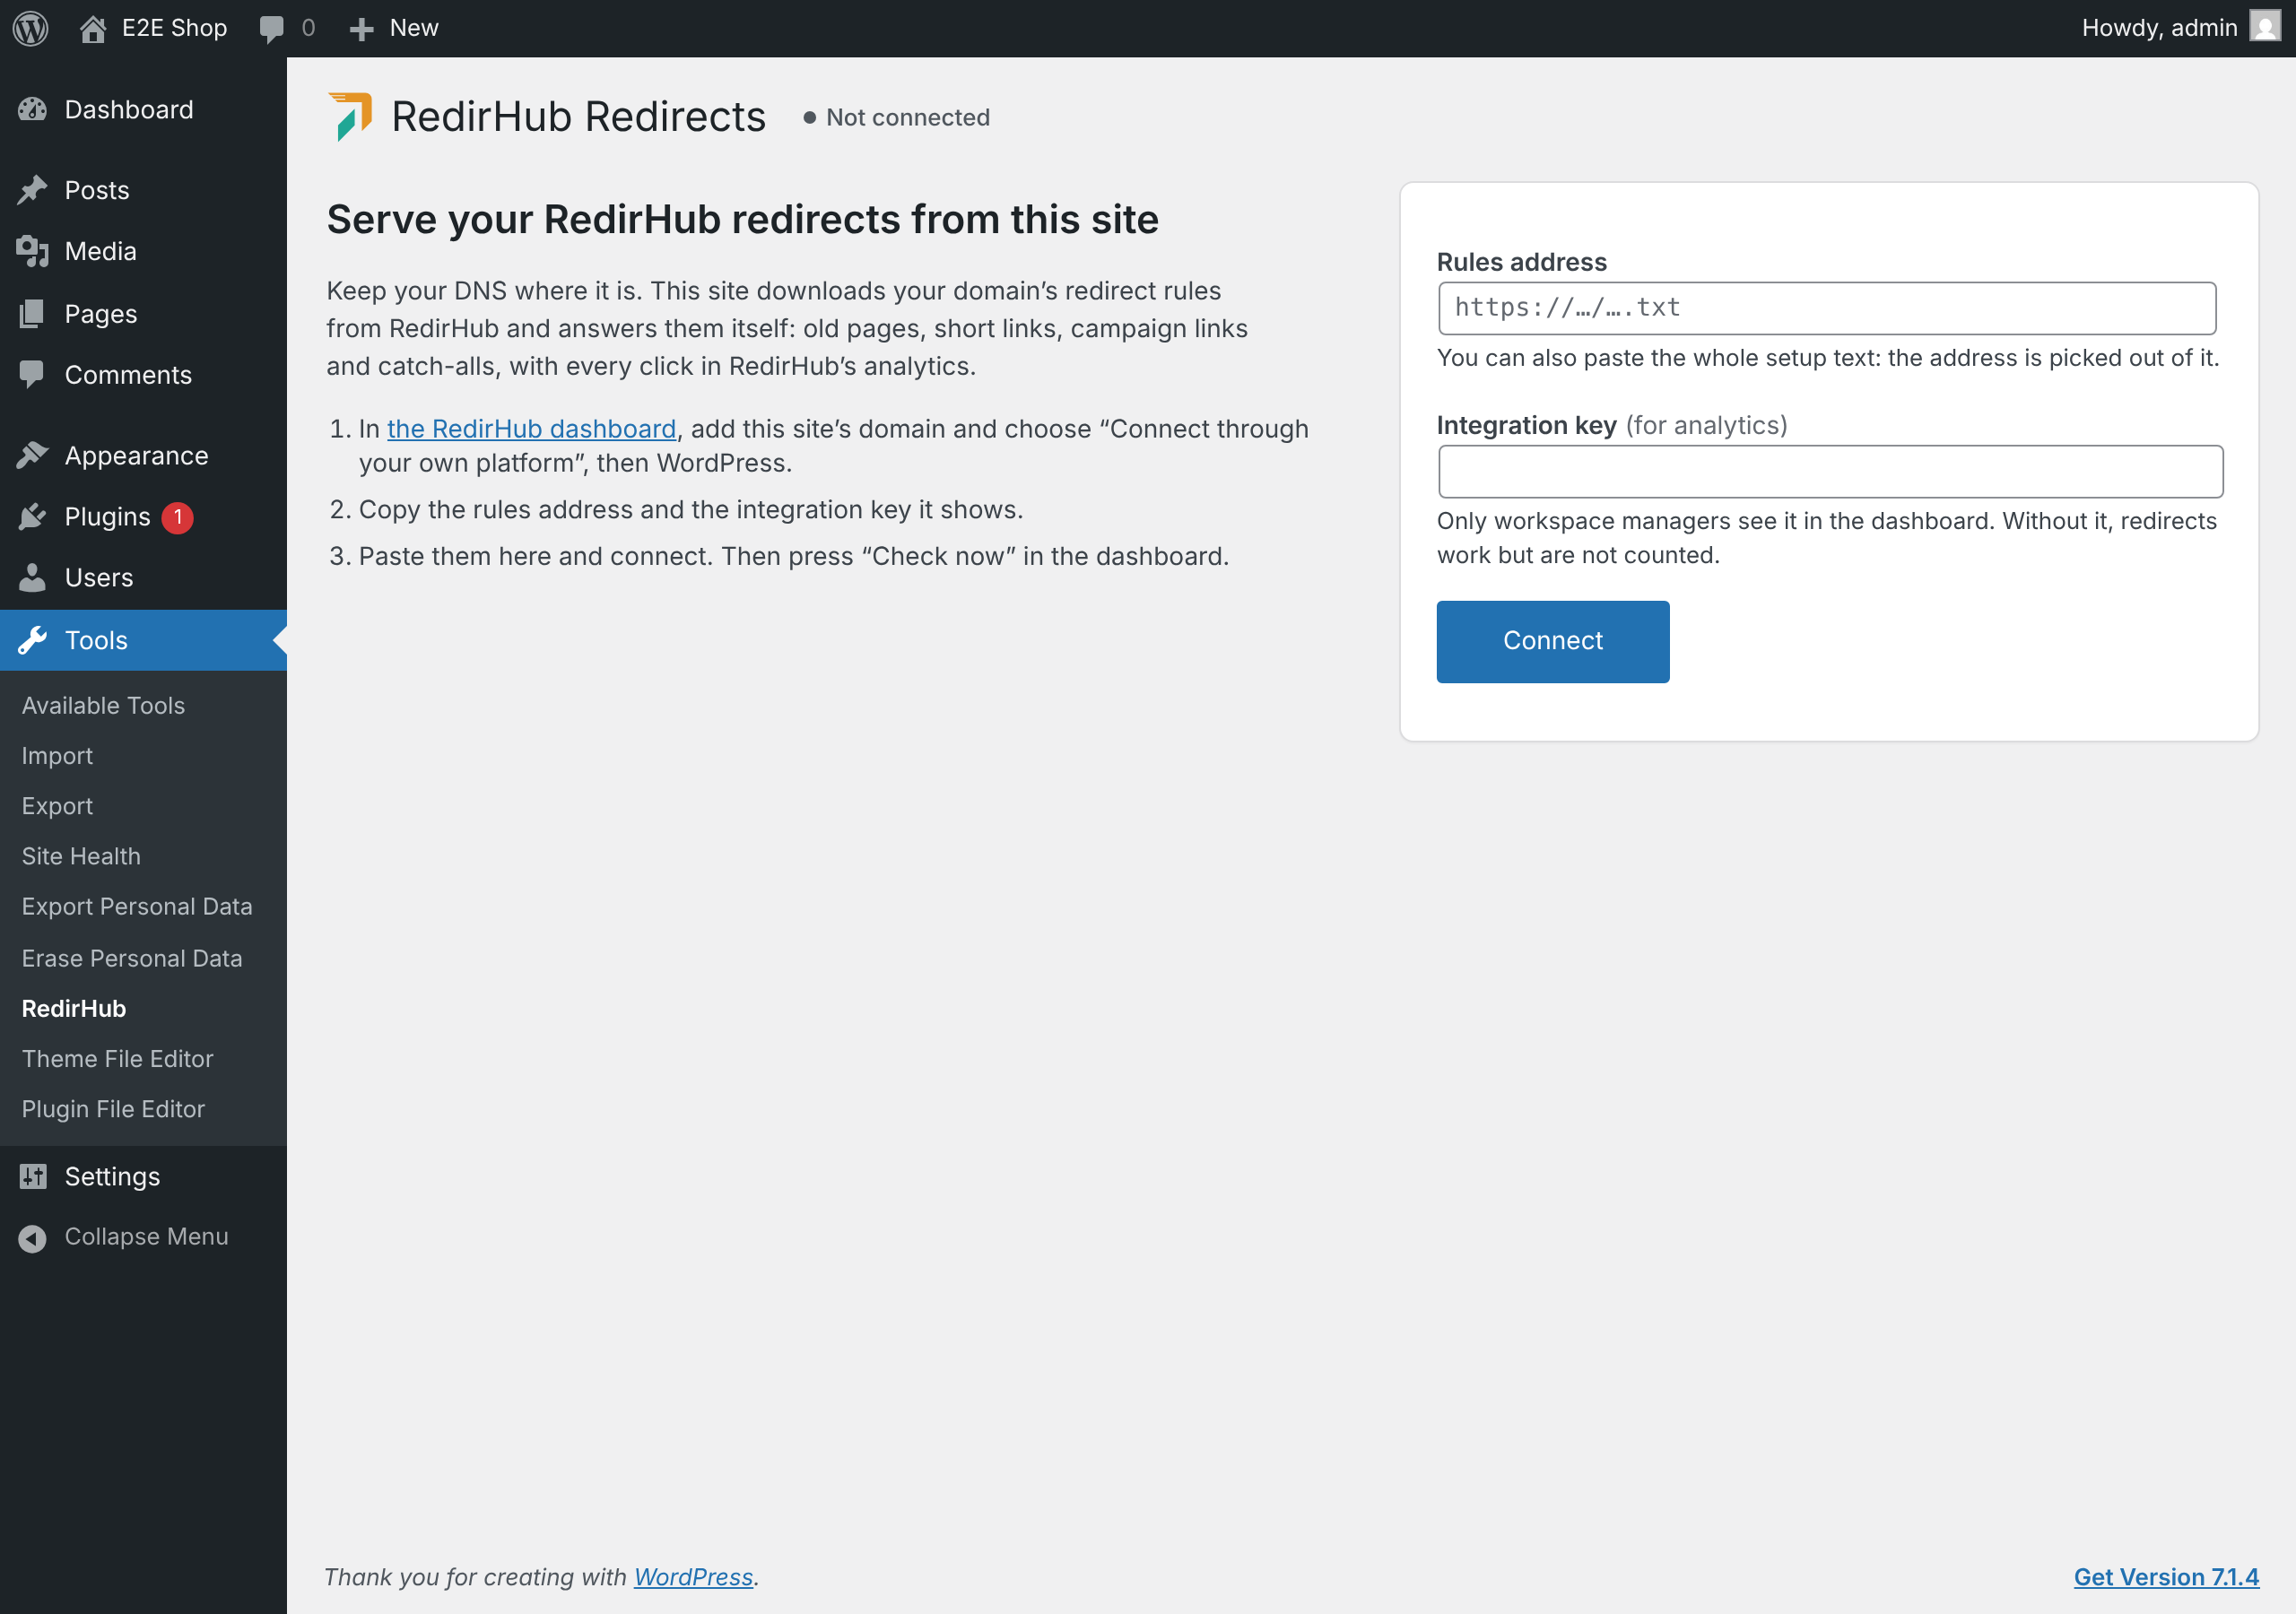 E2E Shop
0
New
Howdy, admin
Dashboard
Posts
Media
Pages
Comments
Appearance
Plugins 1
Users
Tools
Available Tools
Import
Export
Site Health
Export Personal Data
Erase Personal Data
RedirHub
Theme File Editor
Plugin File Editor
Settings
Collapse Menu
RedirHub Redirects
Not connected
Serve your RedirHub redirects from this site
Keep your DNS where it is. This site downloads your domain’s redirect rules
from RedirHub and answers them itself: old pages, short links, campaign links
and catch-alls, with every click in RedirHub’s analytics.
1. In the RedirHub dashboard, add this site’s domain and choose “Connect through
your own platform”, then WordPress.
2. Copy the rules address and the integration key it shows.
3. Paste them here and connect. Then press “Check now” in the dashboard.
Rules address
https://…/….txt
You can also paste the whole setup text: the address is picked out of it.
Integration key (for analytics)
Only workspace managers see it in the dashboard. Without it, redirects
work but are not counted.
Connect
Thank you for creating with WordPress.
Get Version 7.1.4